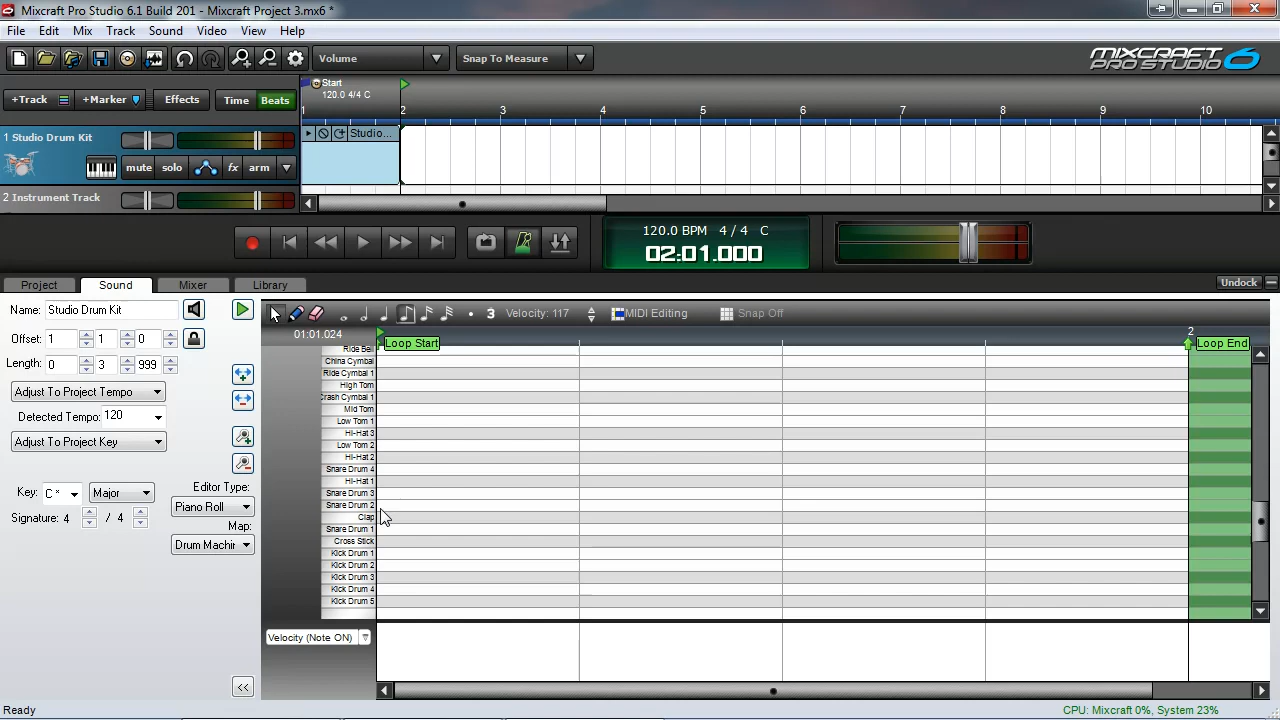 Mixcraft Pro Studio 6.1 Build 201 - Mixcraft Project 3.mx6 *
File Edit Mix Track Sound Video View Help
Volume Snap To Measure MIXCRAFT PRO STUDIO 6
Start
120.0 4/4 C
+Track +Marker Effects Time Beats
1 2 3 4 5 6 7 8 9 10
1 Studio Drum Kit Studio...
mute solo fx arm
2 Instrument Track
120.0 BPM 4 / 4 C
02:01.000
Project Sound Mixer Library Undock
Name: Studio Drum Kit 3 Velocity: 117 MIDI Editing Snap Off
Offset: 1 1 0 01:01.024 2
Loop Start Loop End
Length: 0 3 999
Adjust To Project Tempo
Detected Tempo: 120
Adjust To Project Key
Key: C * Major
Signature: 4 / 4
Editor Type:
Piano Roll
Map:
Drum Machin
Ride Bell
China Cymbal
Ride Cymbal 1
High Tom
Crash Cymbal 1
Mid Tom
Low Tom 1
Hi-Hat 3
Low Tom 2
Hi-Hat 2
Snare Drum 4
Hi-Hat 1
Snare Drum 3
Snare Drum 2
Clap
Snare Drum 1
Cross Stick
Kick Drum 1
Kick Drum 2
Kick Drum 3
Kick Drum 4
Kick Drum 5
Velocity (Note ON)
<<
Ready CPU: Mixcraft 0%, System 23%